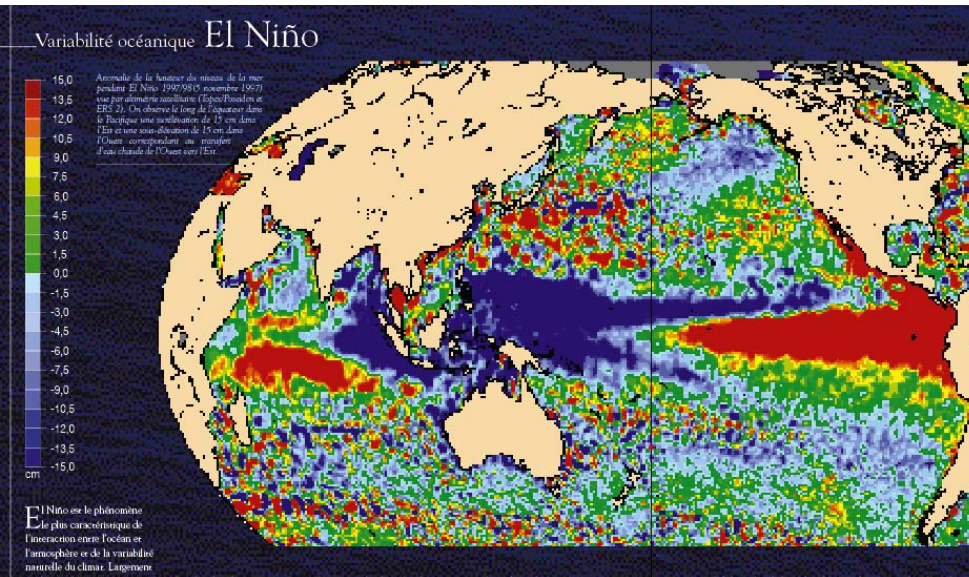 Variabilité océanique El Niño
Anomalie de la hauteur du niveau de la mer
pendant El Niño 1997/98 (5 novembre 1997)
vue par altimétrie satellitaire (Topex/Poseidon et
ERS 2). On observe le long de l'équateur dans
le Pacifique une surélévation de 15 cm dans
l'Est et une sous-élévation de 15 cm dans
l'Ouest correspondant au transfert
d'eau chaude de l'Ouest vers l'Est.
15,0
13,5
12,0
10,5
9,0
7,5
6,0
4,5
3,0
1,5
0,0
-1,5
-3,0
-4,5
-6,0
-7,5
-9,0
-10,5
-12,0
-13,5
-15,0
cm
El Niño est le phénomène
le plus caractéristique de
l'interaction entre l'océan et
l'atmosphère et de la variabilité
naturelle du climat. Largement